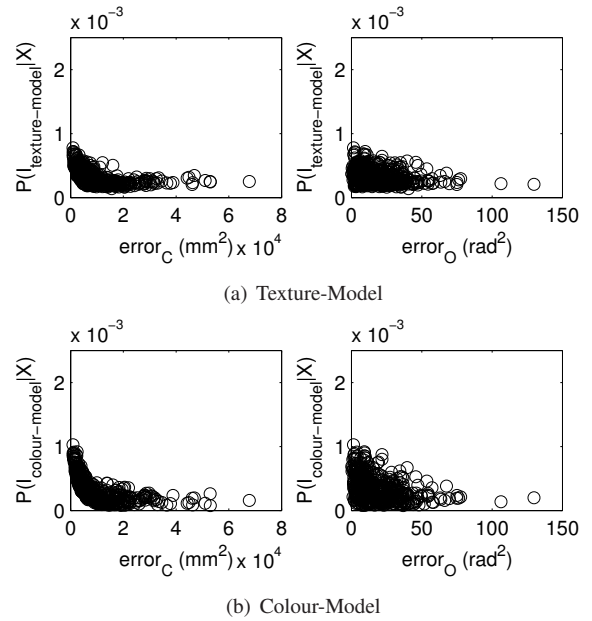 x 10⁻³
P(I_texture−model|X)
2
1
0
0 2 4 6 8
error_C (mm²) x 10⁴
x 10⁻³
P(I_texture−model|X)
2
1
0
0 50 100 150
error_O (rad²)
(a) Texture-Model
x 10⁻³
P(I_colour−model|X)
2
1
0
0 2 4 6 8
error_C (mm²) x 10⁴
x 10⁻³
P(I_colour−model|X)
2
1
0
0 50 100 150
error_O (rad²)
(b) Colour-Model